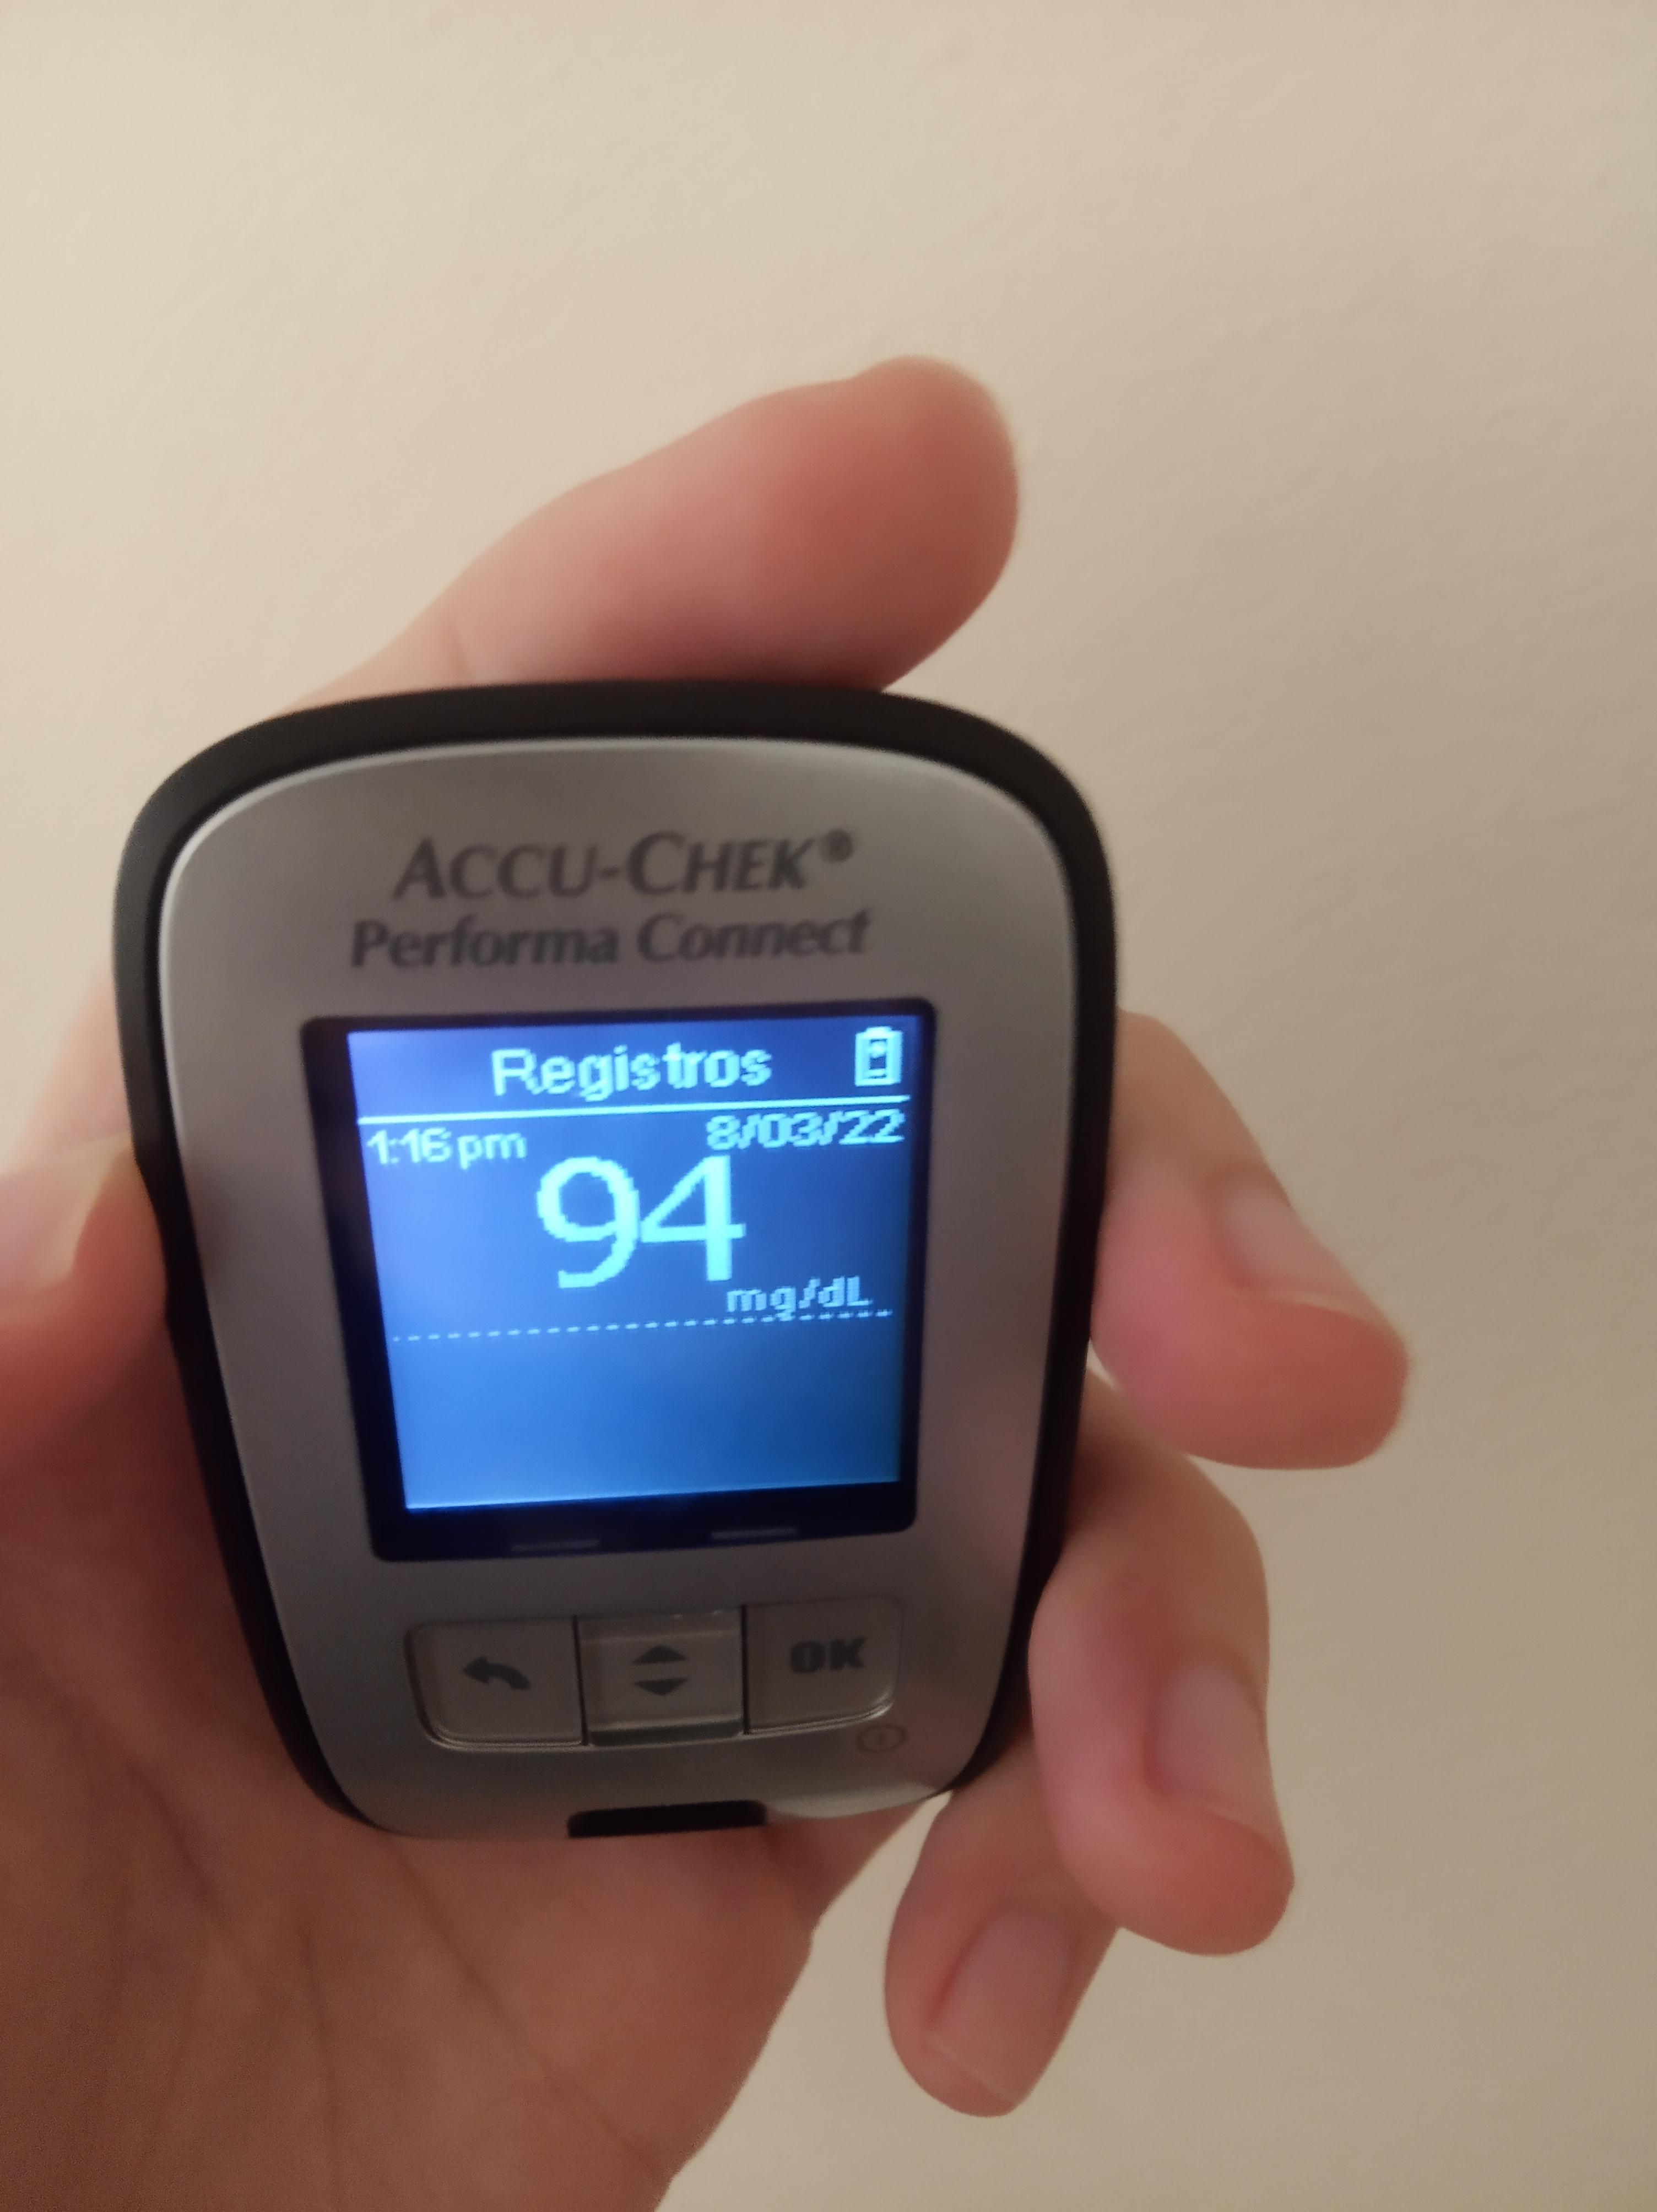 ACCU-CHEK®
Performa Connect
Registros
1:16 pm 8/03/22
94
mg/dL
OK